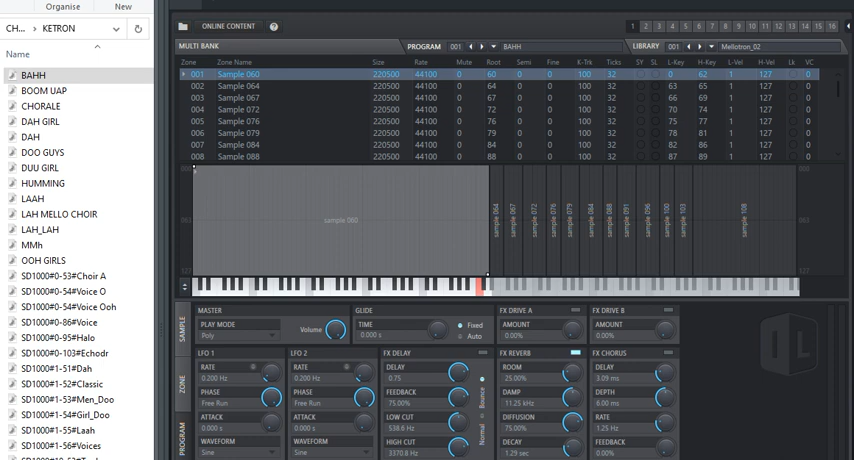 Organise
New
CH... > KETRON
Name
BAHH
BOOM UAP
CHORALE
DAH GIRL
DAH
DOO GUYS
DUU GIRL
HUMMING
LAAH
LAH MELLO CHOIR
LAH_LAH
MMh
OOH GIRLS
SD1000#0-53#Choir A
SD1000#0-54#Voice O
SD1000#0-54#Voice Ooh
SD1000#0-86#Voice
SD1000#0-95#Halo
SD1000#0-103#Echodr
SD1000#1-51#Dah
SD1000#1-52#Classic
SD1000#1-53#Men_Doo
SD1000#1-54#Girl_Doo
SD1000#1-55#Laah
SD1000#1-56#Voices
ONLINE CONTENT ?
1 2 3 4 5 6 7 8 9 10 11 12 13 14 15 16
MULTI BANK PROGRAM 001 BAHH LIBRARY 001 Mellotron_02
Zone Zone Name Size Rate Mute Root Semi Fine K-Trk Ticks SY SL L-Key H-Key L-Vel H-Vel Lk VC
001 Sample 060 220500 44100 0 60 0 0 100 32 0 62 1 127 0
002 Sample 064 220500 44100 0 64 0 0 100 32 63 65 1 127 0
003 Sample 067 220500 44100 0 67 0 0 100 32 66 69 1 127 0
004 Sample 072 220500 44100 0 72 0 0 100 32 70 74 1 127 0
005 Sample 076 220500 44100 0 76 0 0 100 32 75 77 1 127 0
006 Sample 079 220500 44100 0 79 0 0 100 32 78 81 1 127 0
007 Sample 084 220500 44100 0 84 0 0 100 32 82 86 1 127 0
008 Sample 088 220500 44100 0 88 0 0 100 32 87 89 1 127 0
000 000
063 sample 060 sample 064 sample 067 sample 072 sample 076 sample 079 sample 084 sample 088 sample 091 sample 096 sample 100 sample 103 sample 108 063
127 127
SAMPLE
ZONE
PROGRAM
MASTER
PLAY MODE
Poly
Volume
GLIDE
TIME
0.000 s
Fixed
Auto
FX DRIVE A
AMOUNT
0.00%
FX DRIVE B
AMOUNT
0.00%
LFO 1
RATE
0.200 Hz
PHASE
Free Run
ATTACK
0.000 s
WAVEFORM
Sine
LFO 2
RATE
0.200 Hz
PHASE
Free Run
ATTACK
0.000 s
WAVEFORM
Sine
FX DELAY
DELAY
0.75
FEEDBACK
75.00%
LOW CUT
538.6 Hz
HIGH CUT
3370.8 Hz
Bounce
Normal
FX REVERB
ROOM
25.00%
DAMP
11.25 kHz
DIFFUSION
75.00%
DECAY
1.29 sec
FX CHORUS
DELAY
3.09 ms
DEPTH
6.00 ms
RATE
1.25 Hz
FEEDBACK
0.00%